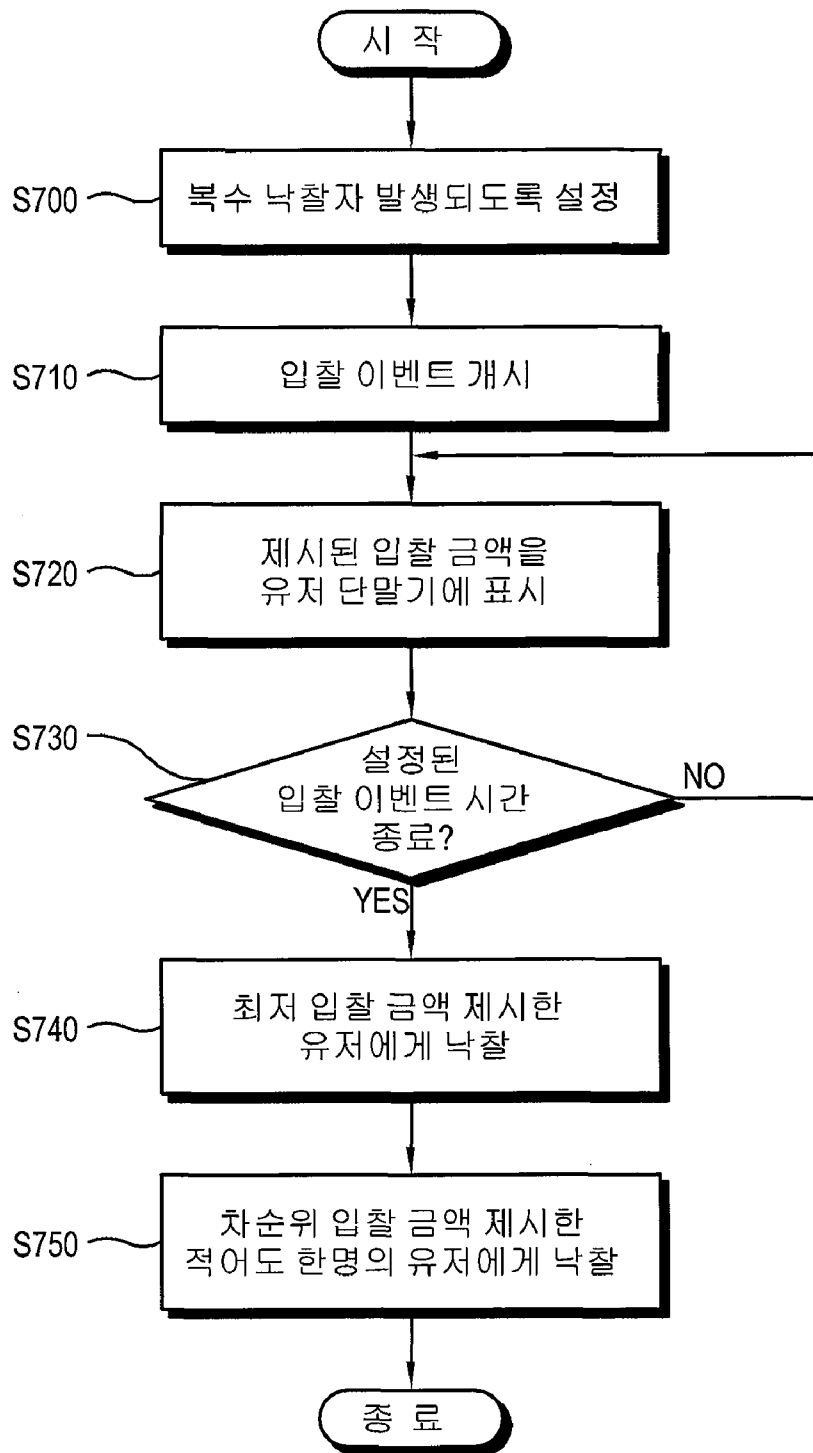 시 작
S700
복수 낙찰자 발생되도록 설정
S710
입찰 이벤트 개시
S720
제시된 입찰 금액을
유저 단말기에 표시
S730
설정된
입찰 이벤트 시간
종료?
NO
YES
S740
최저 입찰 금액 제시한
유저에게 낙찰
S750
차순위 입찰 금액 제시한
적어도 한명의 유저에게 낙찰
종 료